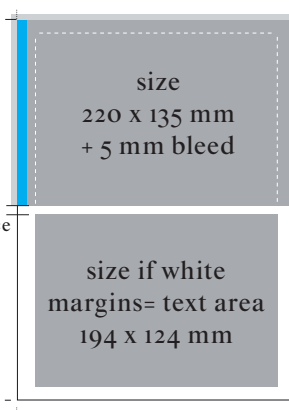 size
220 x 135 mm
+ 5 mm bleed
e
size if white
margins= text area
194 x 124 mm